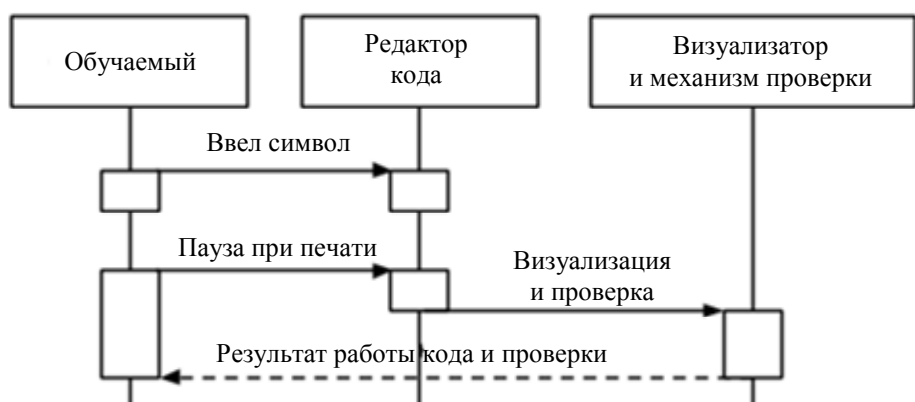 Обучаемый
Редактор
кода
Визуализатор
и механизм проверки
Ввел символ
Пауза при печати
Визуализация
и проверка
Результат работы кода и проверки